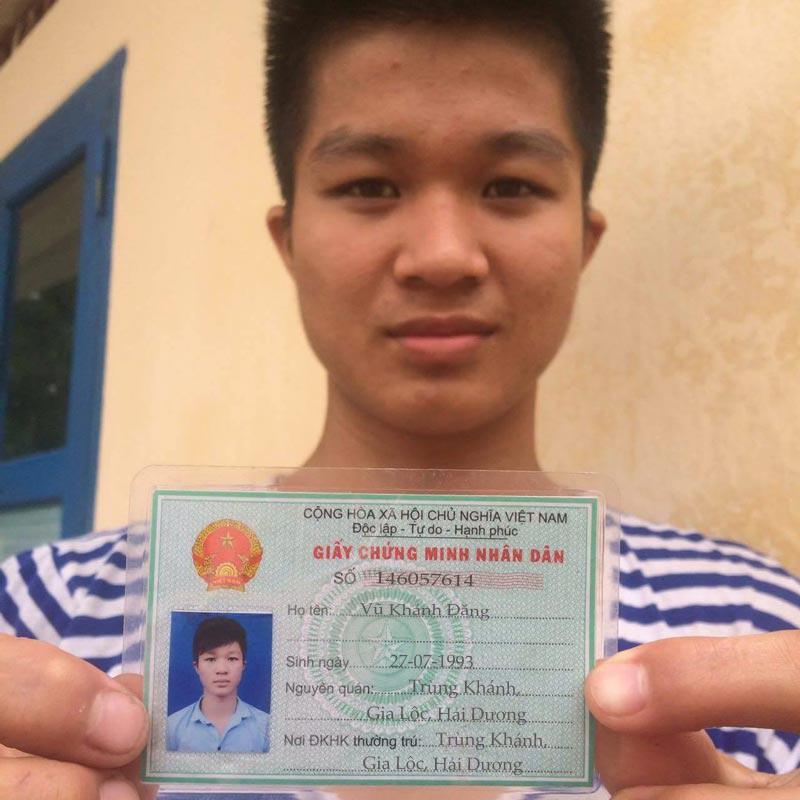 CỘNG HÒA XÃ HỘI CHỦ NGHĨA VIỆT NAM
Độc lập - Tự do - Hạnh phúc
GIẤY CHỨNG MINH NHÂN DÂN
SỐ 146057614
Họ tên: Vũ Khánh Đăng
Sinh ngày 27-07-1993
Nguyên quán: Trùng Khánh,
Gia Lộc, Hải Dương
Nơi ĐKHK thường trú: Trùng Khánh,
Gia Lộc, Hải Dương
VIỆT NAM